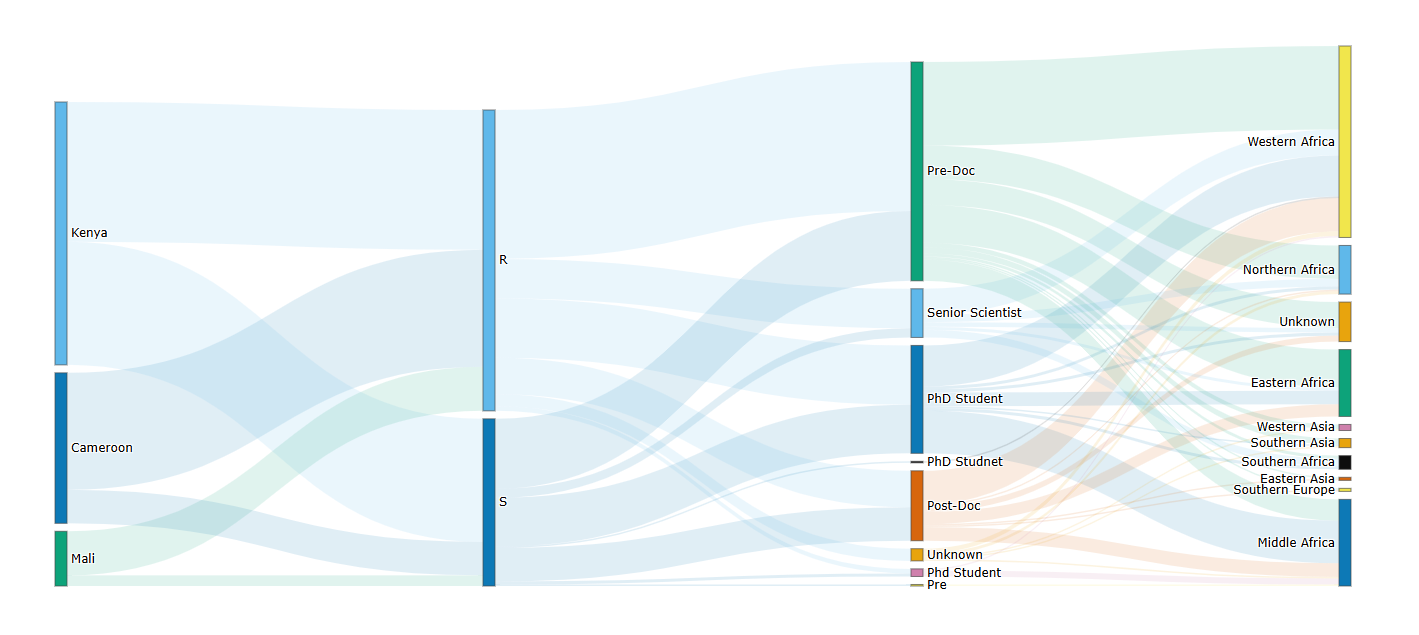 Kenya
Cameroon
Mali
R
S
Pre-Doc
Senior Scientist
PhD Student
PhD Studnet
Post-Doc
Unknown
Phd Student
Pre
Western Africa
Northern Africa
Unknown
Eastern Africa
Western Asia
Southern Asia
Southern Africa
Eastern Asia
Southern Europe
Middle Africa